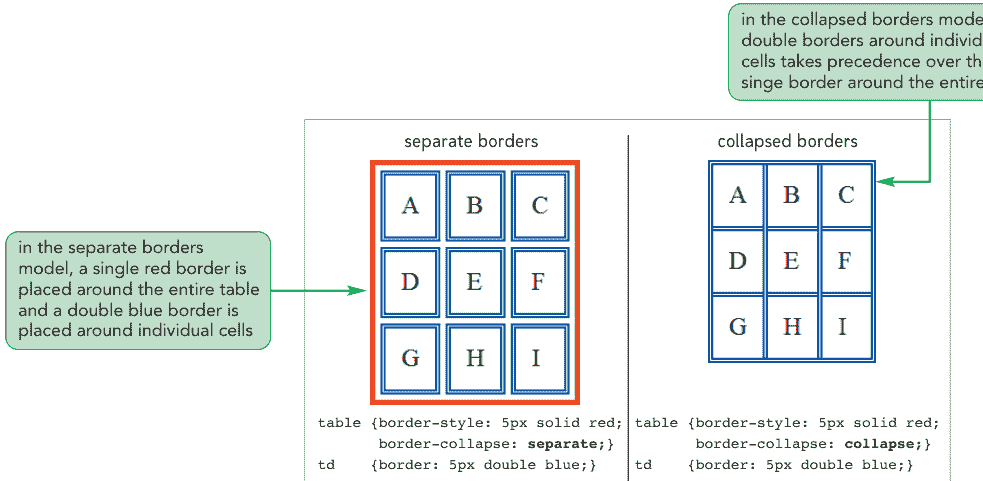 in the collapsed borders mode
double borders around individ
cells takes precedence over th
singe border around the entire
separate borders
A B C
D E F
G H I
table {border-style: 5px solid red;
border-collapse: separate;}
td {border: 5px double blue;}
collapsed borders
A B C
D E F
G H I
table {border-style: 5px solid red;
border-collapse: collapse;}
td {border: 5px double blue;}
in the separate borders
model, a single red border is
placed around the entire table
and a double blue border is
placed around individual cells